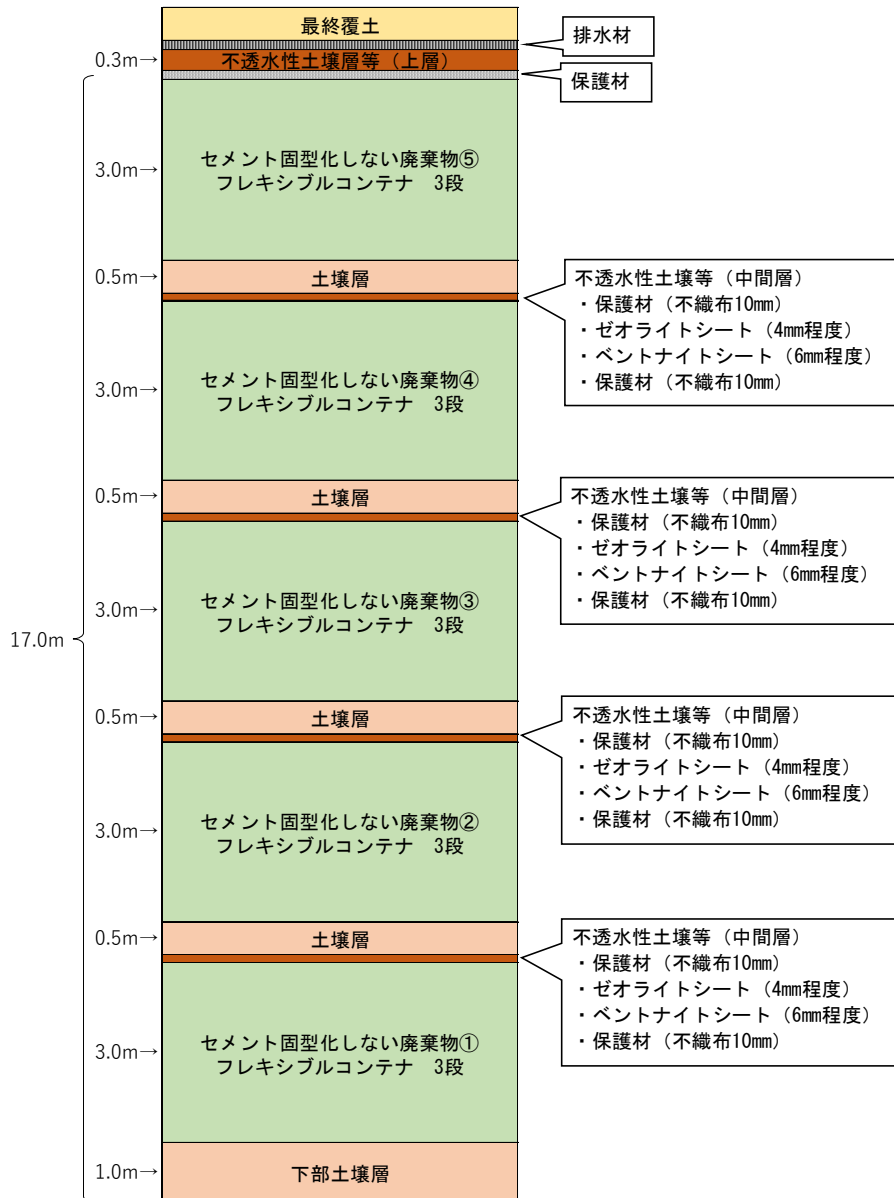 最終覆土
排水材
0.3m→
不透水性土壌層等（上層）
保護材
3.0m→
セメント固型化しない廃棄物⑤
フレキシブルコンテナ　3段
0.5m→
土壌層
不透水性土壌等（中間層）
・保護材（不織布10㎜）
・ゼオライトシート（4㎜程度）
・ベントナイトシート（6㎜程度）
・保護材（不織布10㎜）
3.0m→
セメント固型化しない廃棄物④
フレキシブルコンテナ　3段
0.5m→
土壌層
不透水性土壌等（中間層）
・保護材（不織布10㎜）
・ゼオライトシート（4㎜程度）
・ベントナイトシート（6㎜程度）
・保護材（不織布10㎜）
3.0m→
セメント固型化しない廃棄物③
フレキシブルコンテナ　3段
17.0m
0.5m→
土壌層
不透水性土壌等（中間層）
・保護材（不織布10㎜）
・ゼオライトシート（4㎜程度）
・ベントナイトシート（6㎜程度）
・保護材（不織布10㎜）
3.0m→
セメント固型化しない廃棄物②
フレキシブルコンテナ　3段
0.5m→
土壌層
不透水性土壌等（中間層）
・保護材（不織布10㎜）
・ゼオライトシート（4㎜程度）
・ベントナイトシート（6㎜程度）
・保護材（不織布10㎜）
3.0m→
セメント固型化しない廃棄物①
フレキシブルコンテナ　3段
1.0m→
下部土壌層